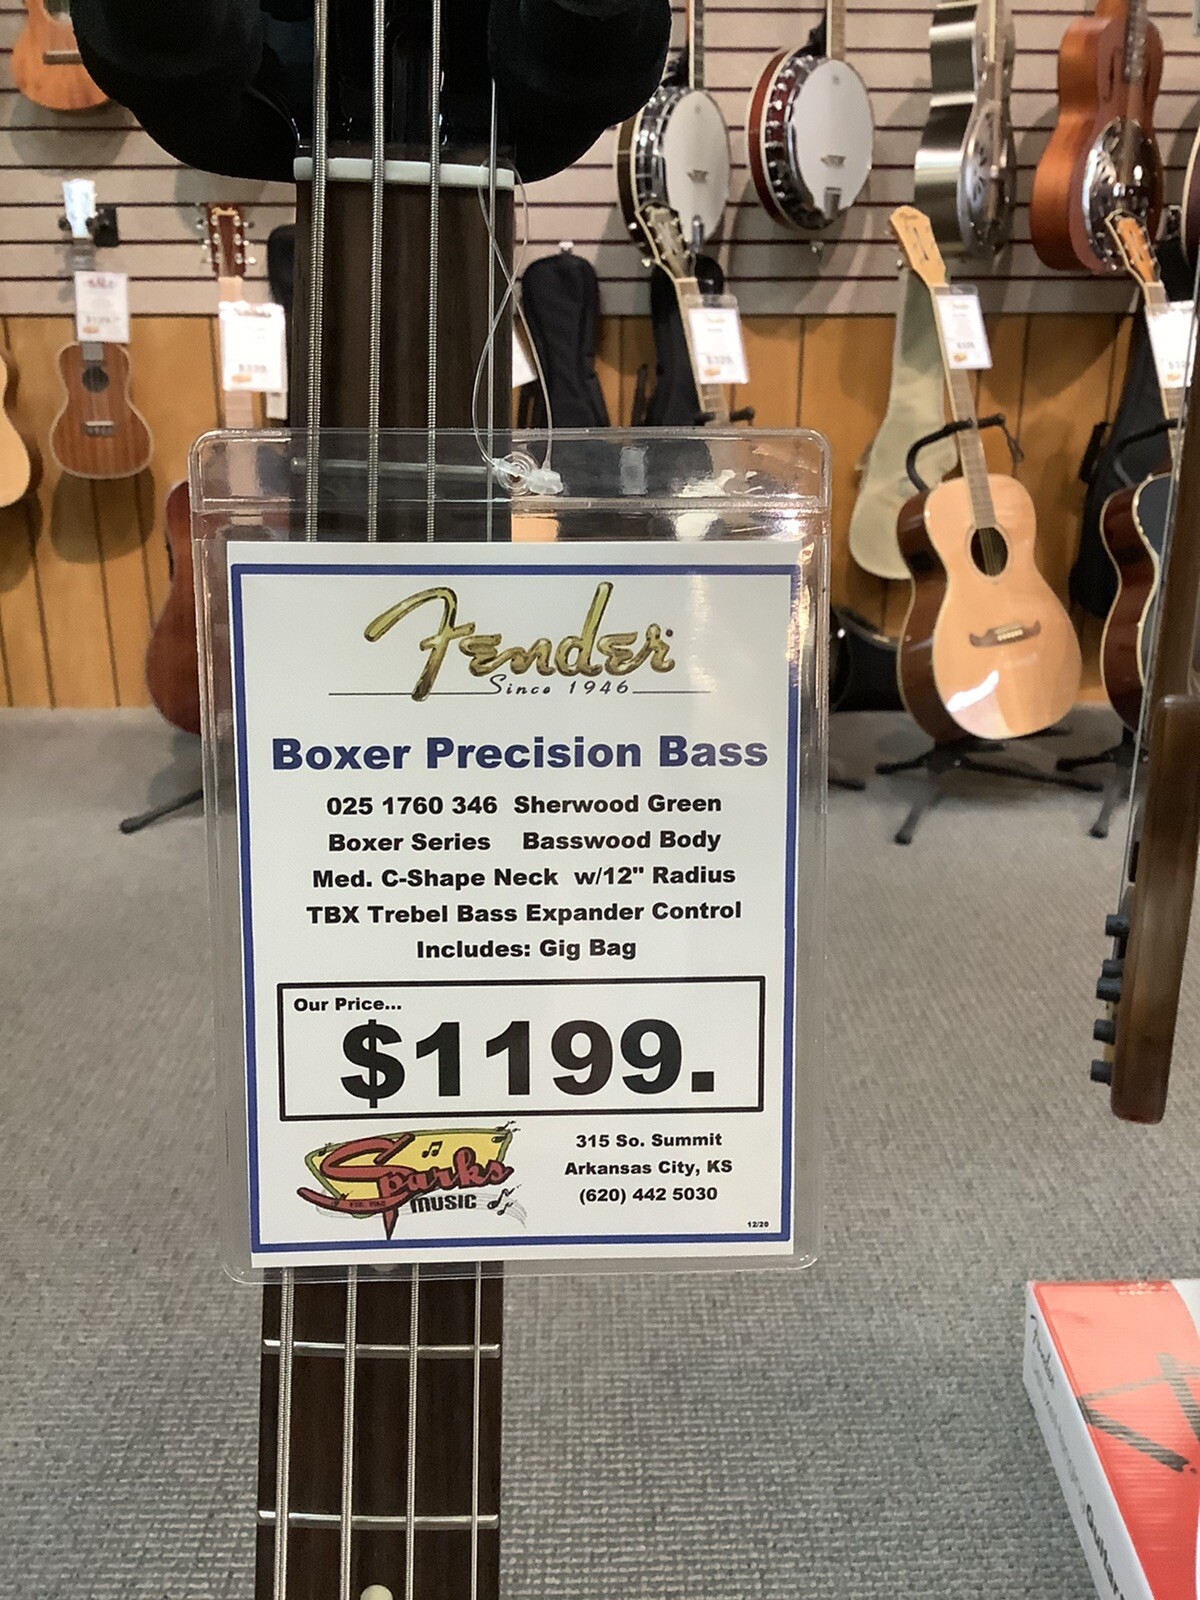 Fender
Since 1946
Boxer Precision Bass
025 1760 346 Sherwood Green
Boxer Series Basswood Body
Med. C-Shape Neck w/12" Radius
TBX Trebel Bass Expander Control
Includes: Gig Bag
Our Price...
$1199.
Sparks
MUSIC
315 So. Summit
Arkansas City, KS
(620) 442 5030
12/20
Fender
Guitar